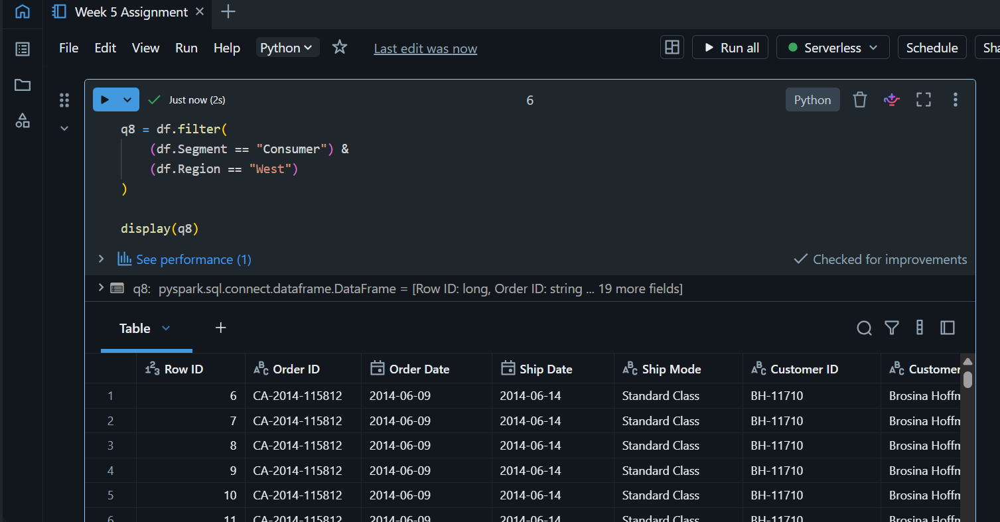 Week 5 Assignment
File Edit View Run Help Python Last edit was now Run all Serverless Schedule Sha
Just now (2s) 6 Python
q8 = df.filter(
(df.Segment == "Consumer") &
(df.Region == "West")
)
display(q8)
See performance (1) Checked for improvements
q8: pyspark.sql.connect.dataframe.DataFrame = [Row ID: long, Order ID: string ... 19 more fields]
Table +
123 Row ID ABC Order ID Order Date Ship Date ABC Ship Mode ABC Customer ID ABC Customer
1 6 CA-2014-115812 2014-06-09 2014-06-14 Standard Class BH-11710 Brosina Hoffm
2 7 CA-2014-115812 2014-06-09 2014-06-14 Standard Class BH-11710 Brosina Hoffm
3 8 CA-2014-115812 2014-06-09 2014-06-14 Standard Class BH-11710 Brosina Hoffm
4 9 CA-2014-115812 2014-06-09 2014-06-14 Standard Class BH-11710 Brosina Hoffm
5 10 CA-2014-115812 2014-06-09 2014-06-14 Standard Class BH-11710 Brosina Hoffm
6 11 CA-2014-115812 2014-06-09 2014-06-14 Standard Class BH-11710 Brosina Hoffm